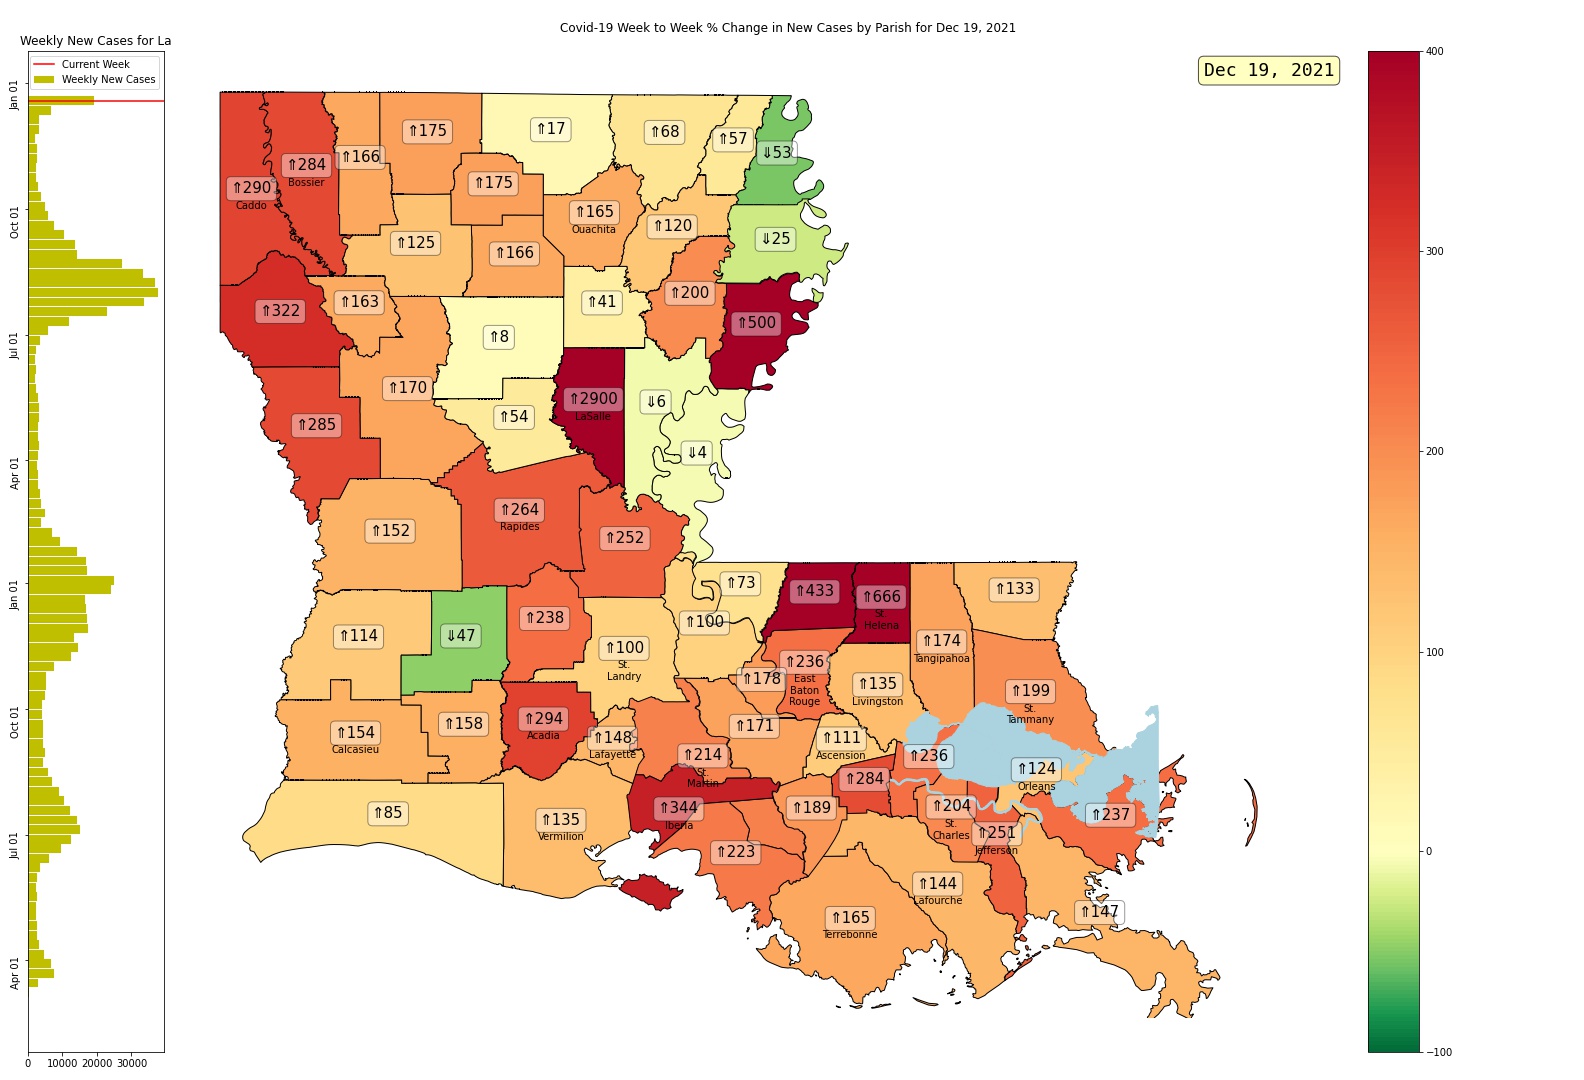 Covid-19 Week to Week % Change in New Cases by Parish for Dec 19, 2021
Weekly New Cases for La
Current Week
Weekly New Cases
Jan 01
Oct 01
Jul 01
Apr 01
Jan 01
Oct 01
Jul 01
Apr 01
0 10000 20000 30000
Dec 19, 2021
400
300
200
100
0
−100
⇑175
⇑17
⇑68
⇑57
⇓53
⇑166
⇑284
Bossier
⇑290
Caddo
⇑175
⇑165
Ouachita
⇑120
⇓25
⇑125
⇑166
⇑200
⇑163
⇑41
⇑322
⇑500
⇑8
⇑170
⇑2900
LaSalle
⇓6
⇑285
⇑54
⇓4
⇑264
Rapides
⇑152
⇑252
⇑73
⇑433
⇑666
St.
Helena
⇑133
⇑238
⇑100
⇑114
⇓47
⇑100
St.
Landry
⇑174
Tangipahoa
⇑236
East
Baton
Rouge
⇑178
⇑135
Livingston
⇑199
St.
Tammany
⇑154
Calcasieu
⇑158
⇑294
Acadia
⇑148
Lafayette
⇑171
⇑111
Ascension
⇑214
St.
Martin
⇑236
⇑124
Orleans
⇑284
⇑85
⇑135
Vermilion
⇑344
Iberia
⇑189
⇑204
St.
Charles
⇑237
⇑251
Jefferson
⇑223
⇑144
Lafourche
⇑165
Terrebonne
⇑147